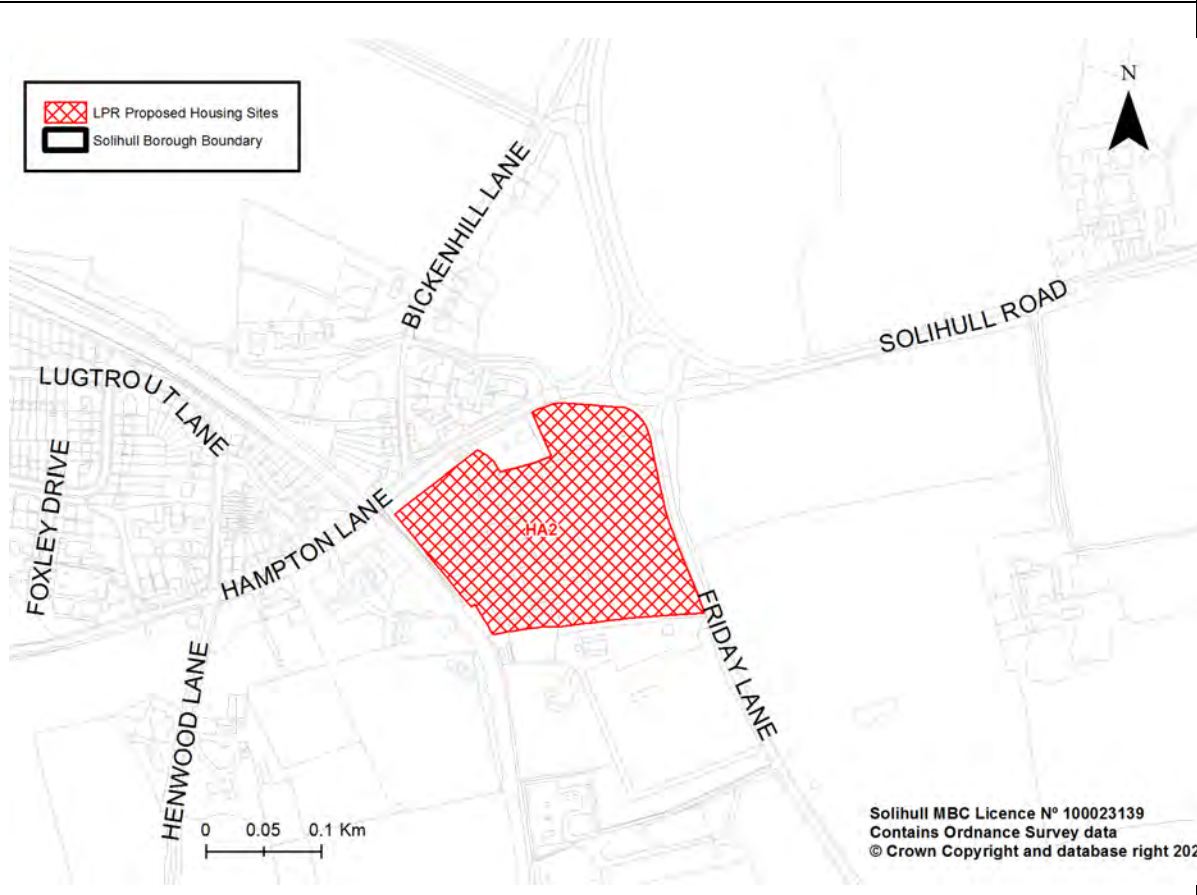 LPR Proposed Housing Sites
Solihull Borough Boundary
N
BICKENHILL LANE
SOLIHULL ROAD
LUGTROUT LANE
FOXLEY DRIVE
HAMPTON LANE
HA2
FRIDAY LANE
HENWOOD LANE
0 0.05 0.1 Km
Solihull MBC Licence Nº 100023139
Contains Ordnance Survey data
© Crown Copyright and database right 202